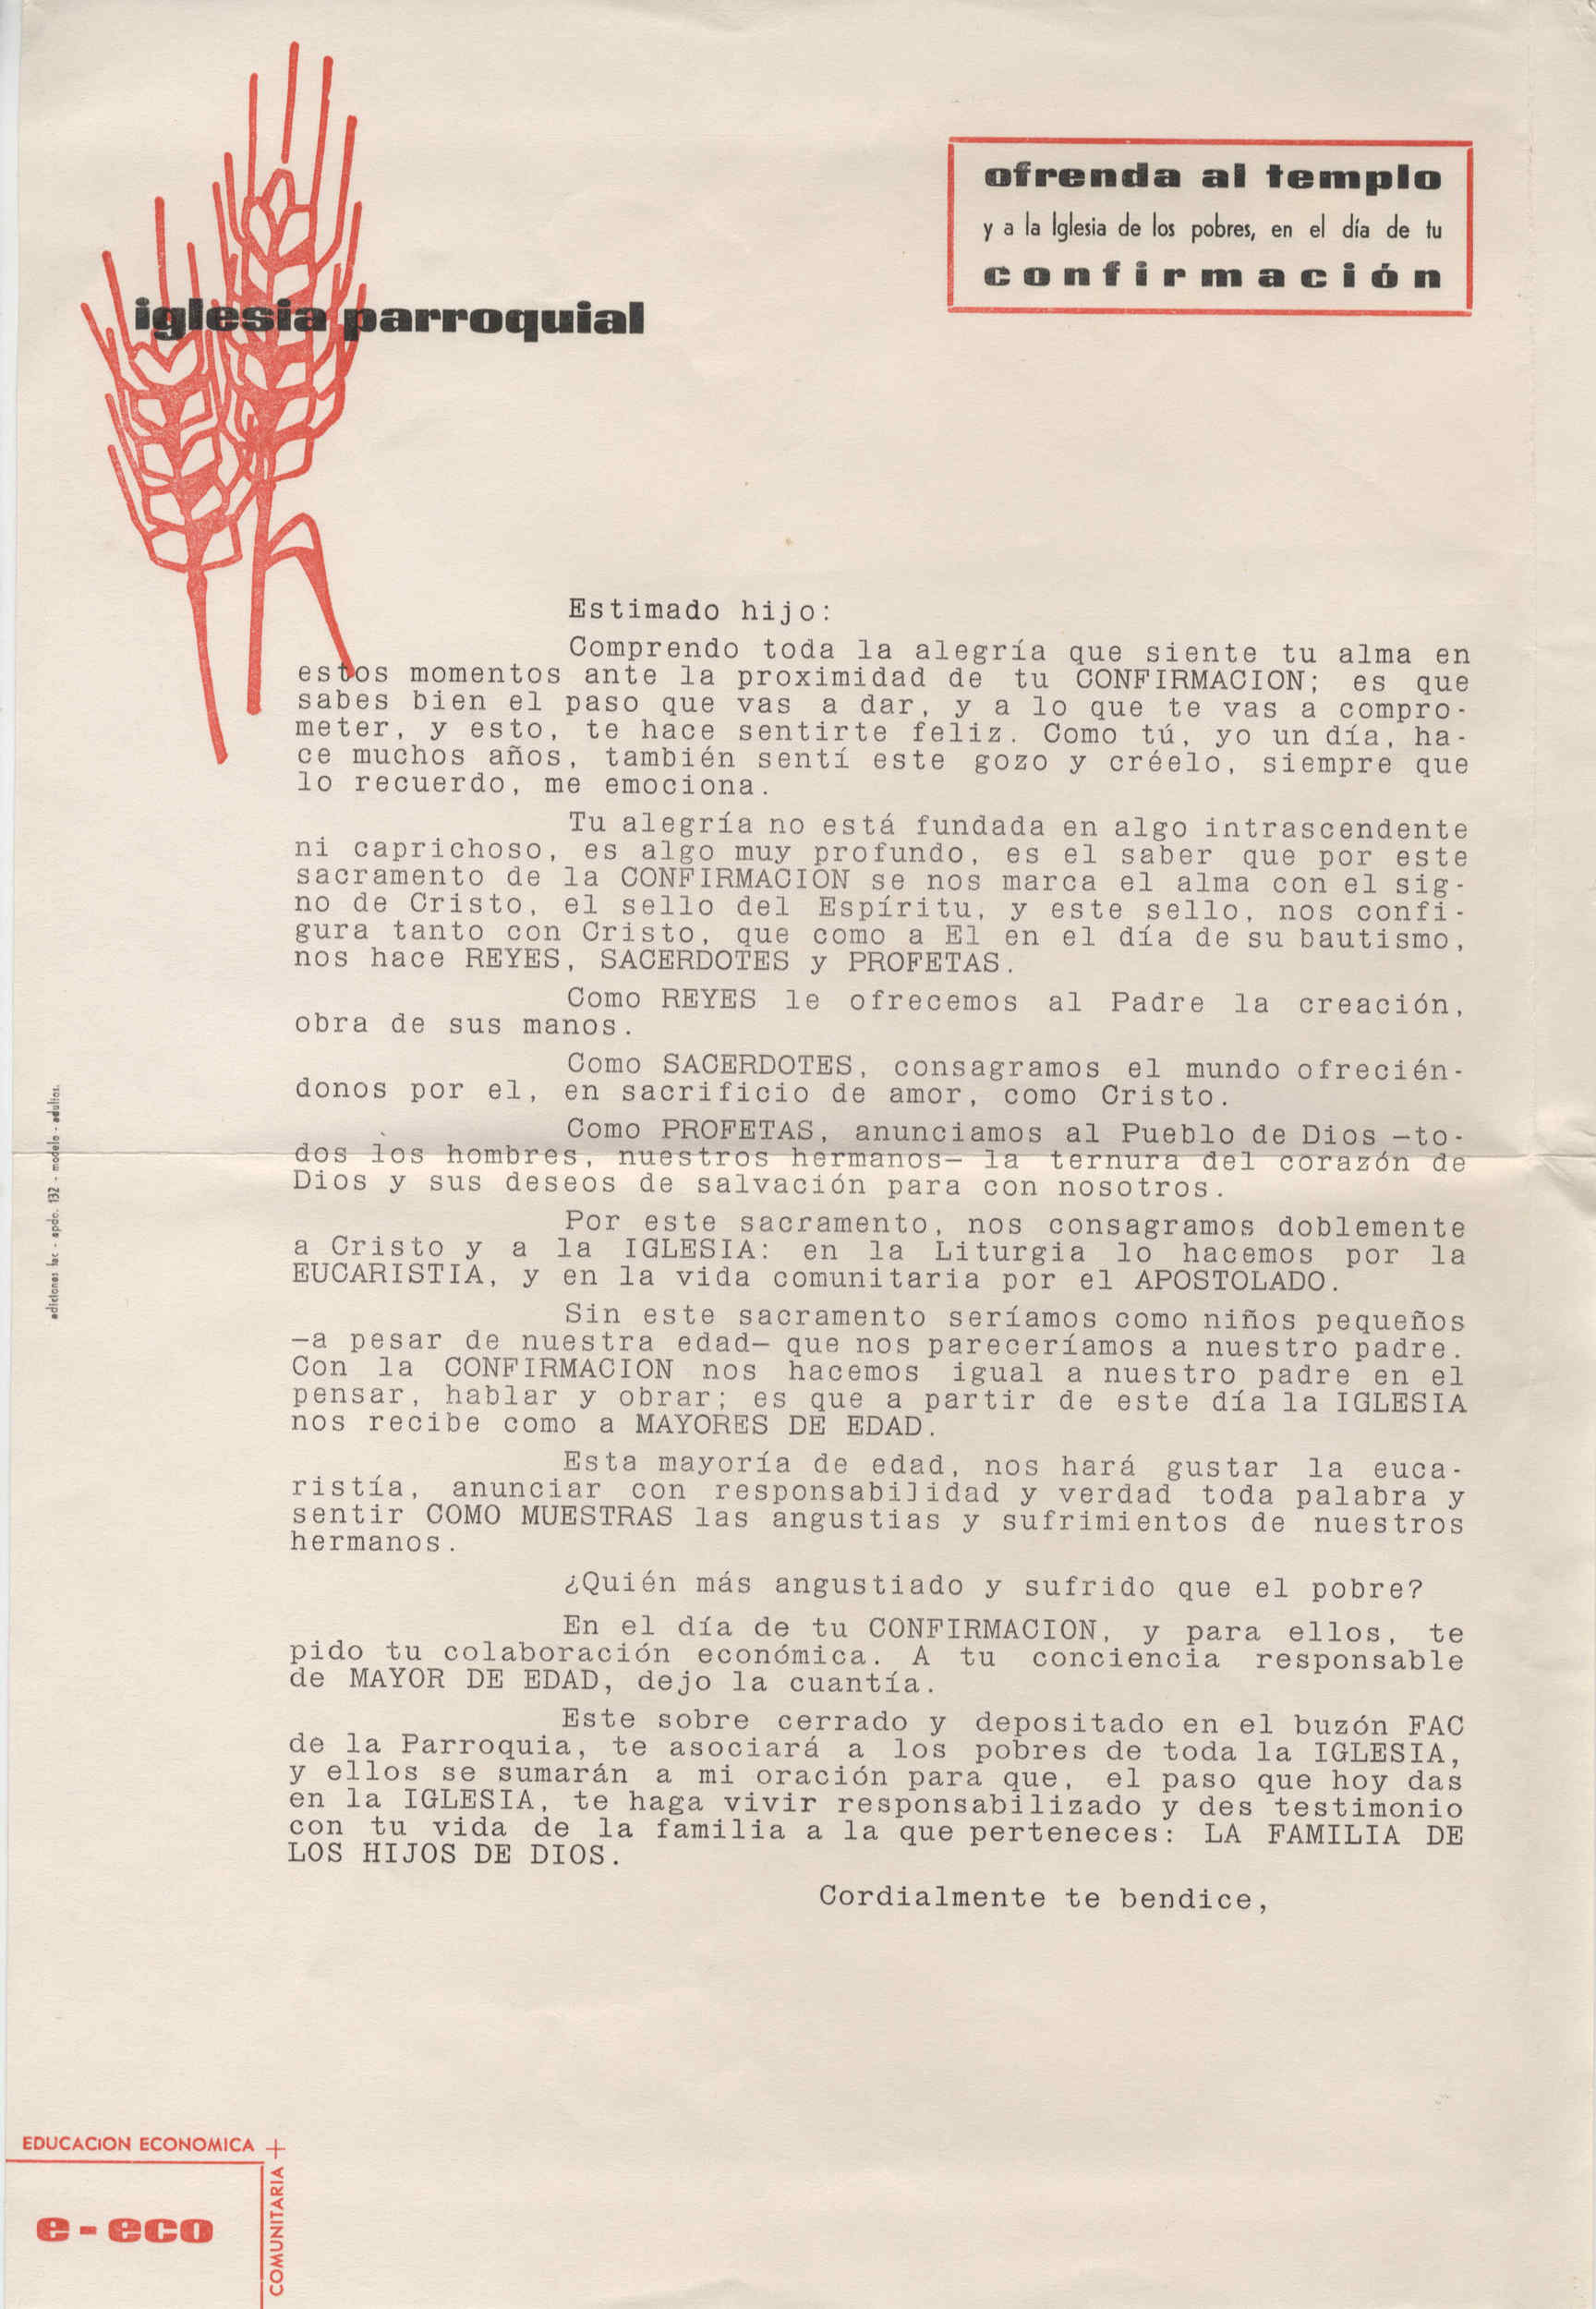 iglesia parroquial
ofrenda al templo
y a la Iglesia de los pobres, en el día de tu
confirmación
Estimado hijo:
Comprendo toda la alegría que siente tu alma en
estos momentos ante la proximidad de tu CONFIRMACION; es que
sabes bien el paso que vas a dar, y a lo que te vas a compro-
meter, y esto, te hace sentirte feliz. Como tú, yo un día, ha-
ce muchos años, también sentí este gozo y créelo, siempre que
lo recuerdo, me emociona.
Tu alegría no está fundada en algo intrascendente
ni caprichoso, es algo muy profundo, es el saber que por este
sacramento de la CONFIRMACION se nos marca el alma con el sig-
no de Cristo, el sello del Espíritu, y este sello, nos confi-
gura tanto con Cristo, que como a El en el día de su bautismo,
nos hace REYES, SACERDOTES y PROFETAS.
Como REYES le ofrecemos al Padre la creación,
obra de sus manos.
Como SACERDOTES, consagramos el mundo ofrecién-
donos por el, en sacrificio de amor, como Cristo.
Como PROFETAS, anunciamos al Pueblo de Dios —to-
dos los hombres, nuestros hermanos— la ternura del corazón de
Dios y sus deseos de salvación para con nosotros.
Por este sacramento, nos consagramos doblemente
a Cristo y a la IGLESIA: en la Liturgia lo hacemos por la
EUCARISTIA, y en la vida comunitaria por el APOSTOLADO.
Sin este sacramento seríamos como niños pequeños
—a pesar de nuestra edad— que nos pareceríamos a nuestro padre.
Con la CONFIRMACION nos hacemos igual a nuestro padre en el
pensar, hablar y obrar; es que a partir de este día la IGLESIA
nos recibe como a MAYORES DE EDAD.
Esta mayoría de edad, nos hará gustar la euca-
ristía, anunciar con responsabilidad y verdad toda palabra y
sentir COMO MUESTRAS las angustias y sufrimientos de nuestros
hermanos.
¿Quién más angustiado y sufrido que el pobre?
En el día de tu CONFIRMACION, y para ellos, te
pido tu colaboración económica. A tu conciencia responsable
de MAYOR DE EDAD, dejo la cuantía.
Este sobre cerrado y depositado en el buzón FAC
de la Parroquia, te asociará a los pobres de toda la IGLESIA,
y ellos se sumarán a mi oración para que, el paso que hoy das
en la IGLESIA, te haga vivir responsabilizado y des testimonio
con tu vida de la familia a la que perteneces: LA FAMILIA DE
LOS HIJOS DE DIOS.
Cordialmente te bendice,
ediciones fac - apdo. 132 - modelo - adultos.
EDUCACION ECONOMICA +
COMUNITARIA
e-eco